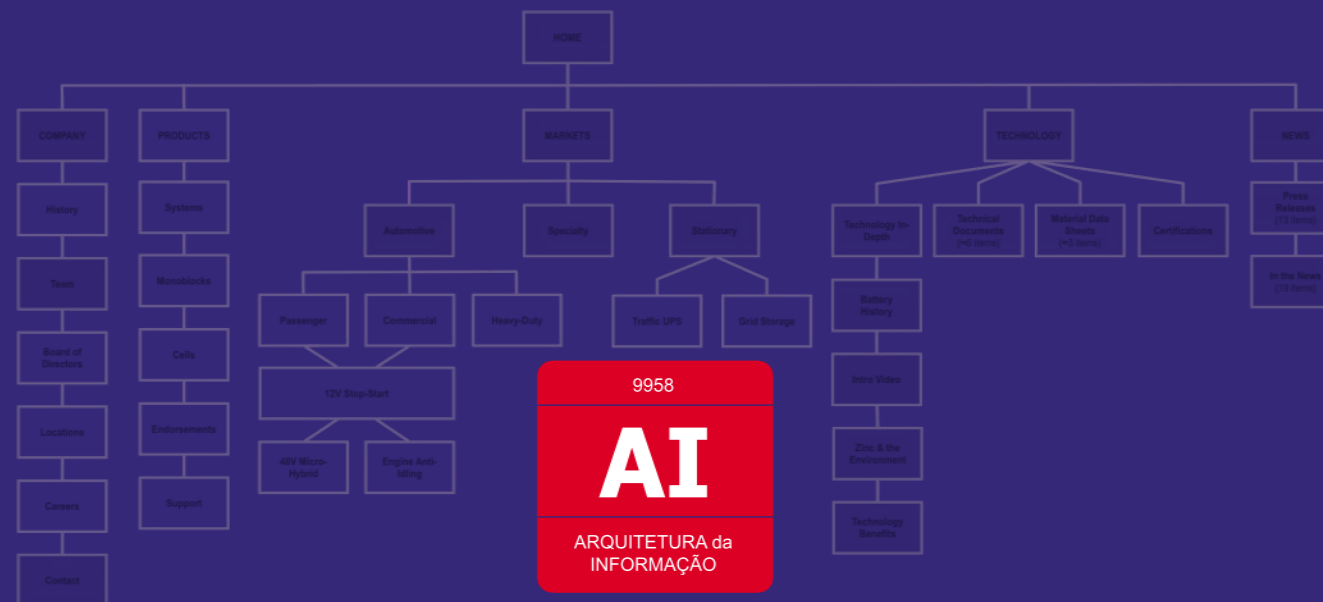 HOME
COMPANY
PRODUCTS
MARKETS
TECHNOLOGY
NEWS
History
Team
Board of
Directors
Locations
Careers
Contact
Systems
Monoblocks
Cells
Endorsements
Support
Automotive
Specialty
Stationary
Passenger
Commercial
Heavy-Duty
12V Stop-Start
48V Micro-
Hybrid
Engine Anti-
Idling
Traffic UPS
Grid Storage
Technology In-
Depth
Battery
History
Intro Video
Zinc & the
Environment
Technology
Benefits
Technical
Documents
Material Data
Sheets
Certifications
Press
Releases
(13 items)
In the News
9958
AI
ARQUITETURA da
INFORMAÇÃO